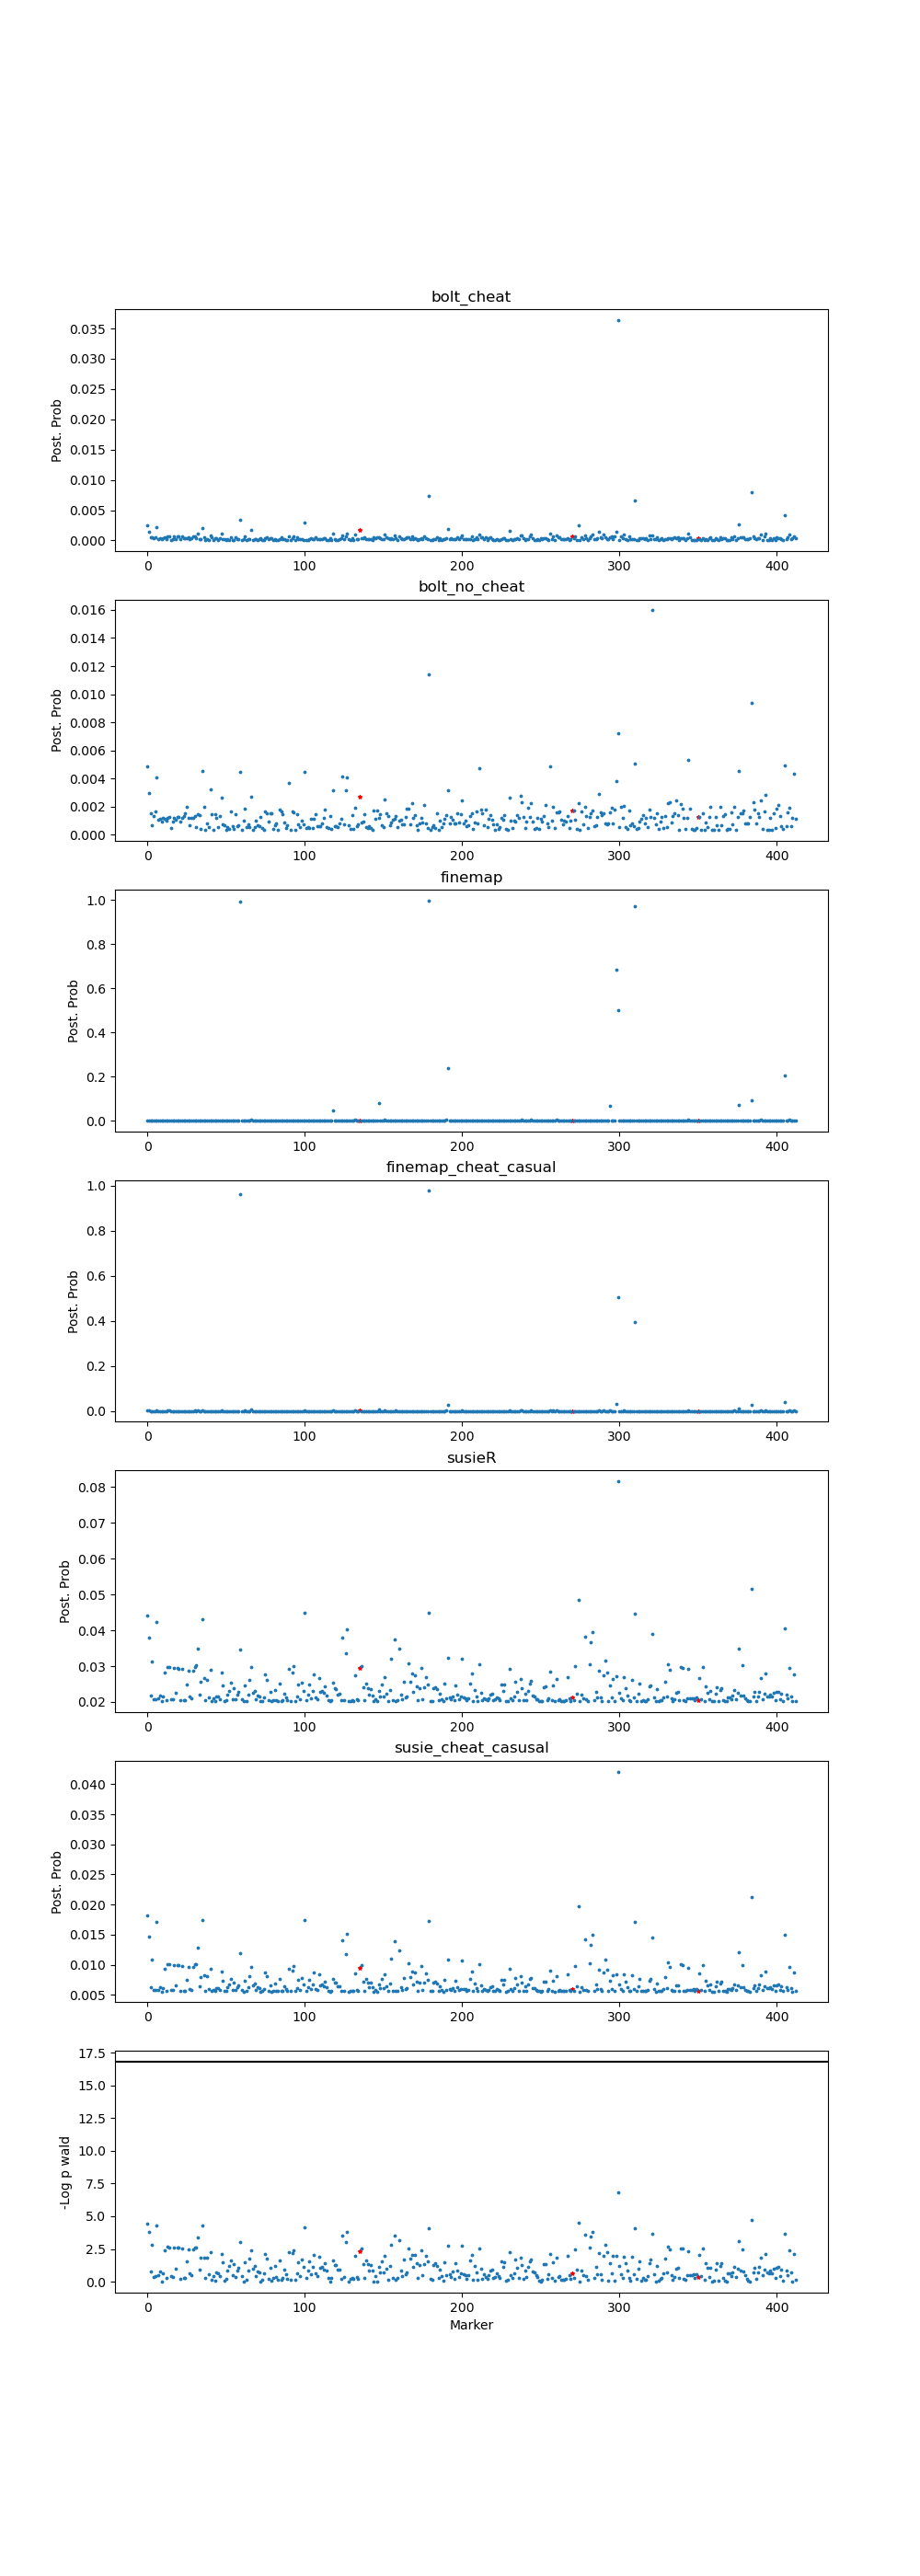 bolt_cheat
0.035
0.030
0.025
0.020
0.015
0.010
0.005
0.000
Post. Prob
0 100 200 300 400
bolt_no_cheat
0.016
0.014
0.012
0.010
0.008
0.006
0.004
0.002
0.000
Post. Prob
0 100 200 300 400
finemap
1.0
0.8
0.6
0.4
0.2
0.0
Post. Prob
0 100 200 300 400
finemap_cheat_casual
1.0
0.8
0.6
0.4
0.2
0.0
Post. Prob
0 100 200 300 400
susieR
0.08
0.07
0.06
0.05
0.04
0.03
0.02
Post. Prob
0 100 200 300 400
susie_cheat_casusal
0.040
0.035
0.030
0.025
0.020
0.015
0.010
0.005
Post. Prob
0 100 200 300 400
17.5
15.0
12.5
10.0
7.5
5.0
2.5
0.0
-Log p wald
0 100 200 300 400
Marker